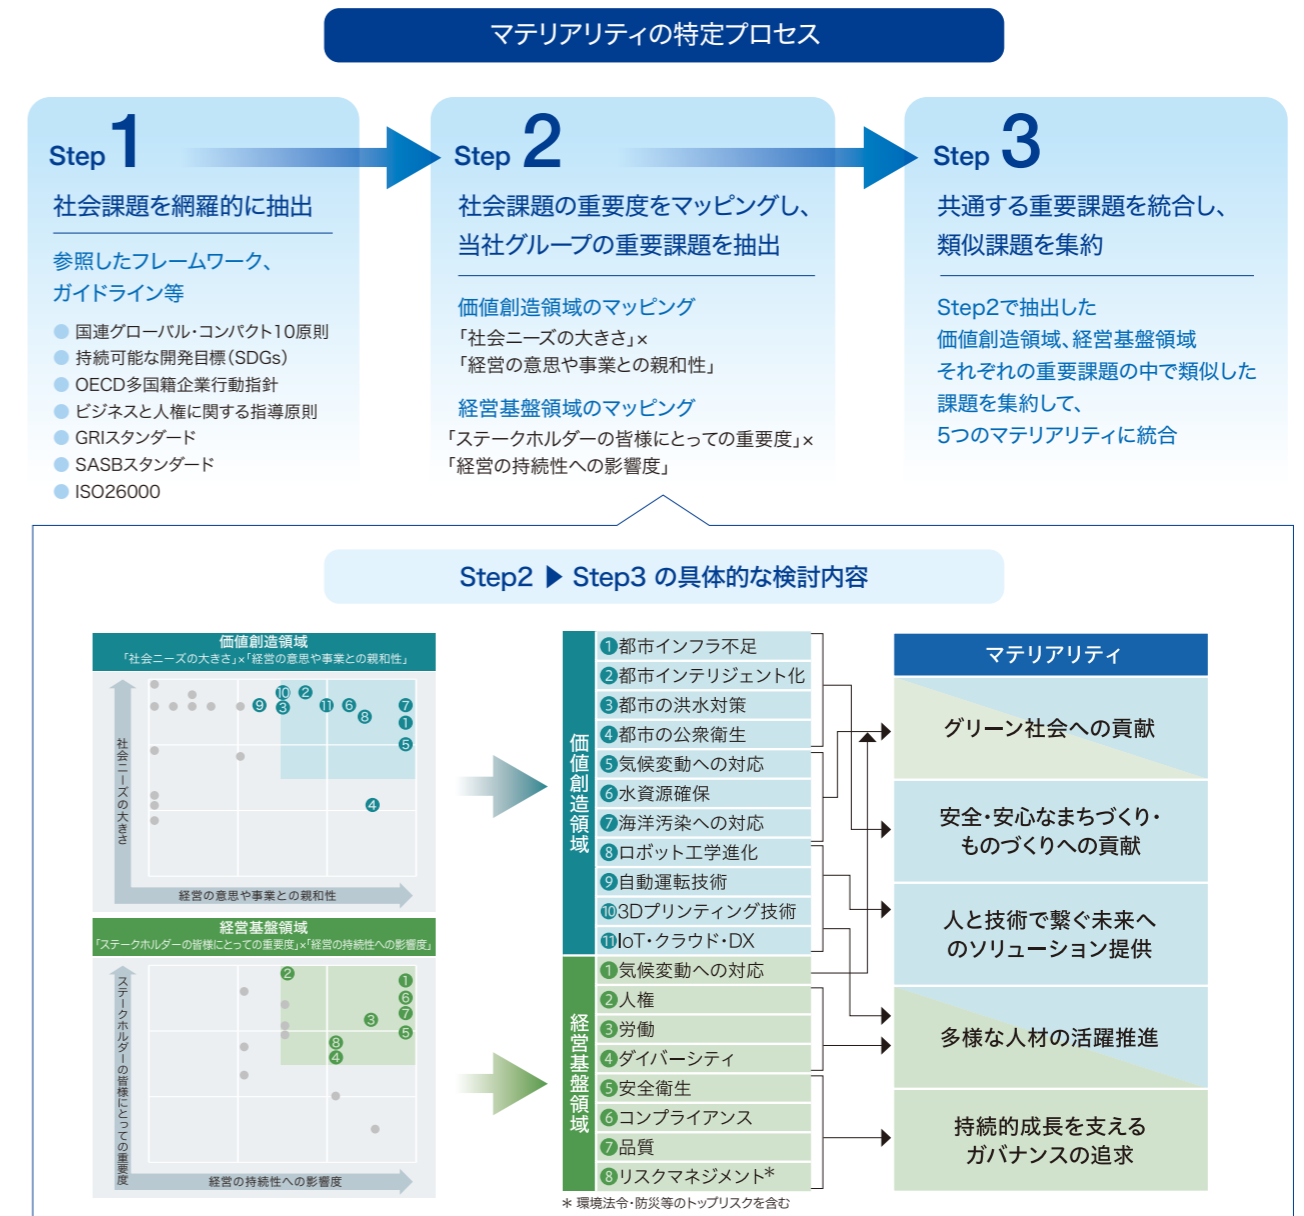 マテリアリティの特定プロセス
Step 1
社会課題を網羅的に抽出
参照したフレームワーク、
ガイドライン等
● 国連グローバル・コンパクト10原則
● 持続可能な開発目標（SDGs）
● OECD多国籍企業行動指針
● ビジネスと人権に関する指導原則
● GRIスタンダード
● SASBスタンダード
● ISO26000
Step 2
社会課題の重要度をマッピングし、
当社グループの重要課題を抽出
価値創造領域のマッピング
「社会ニーズの大きさ」×
「経営の意思や事業との親和性」
経営基盤領域のマッピング
「ステークホルダーの皆様にとっての重要度」×
「経営の持続性への影響度」
Step 3
共通する重要課題を統合し、
類似課題を集約
Step2で抽出した
価値創造領域、経営基盤領域
それぞれの重要課題の中で類似した
課題を集約して、
5つのマテリアリティに統合
Step2 ▶ Step3 の具体的な検討内容
価値創造領域
「社会ニーズの大きさ」×「経営の意思や事業との親和性」
社会ニーズの大きさ
⑩ ② ⑨ ③ ⑪ ⑥ ⑧ ⑦ ① ⑤ ④
経営の意思や事業との親和性
経営基盤領域
「ステークホルダーの皆様にとっての重要度」×「経営の持続性への影響度」
ステークホルダーの皆様にとっての重要度
② ① ⑥ ⑦ ③ ⑤ ⑧ ④
経営の持続性への影響度
価値創造領域
❶都市インフラ不足
❷都市インテリジェント化
❸都市の洪水対策
❹都市の公衆衛生
❺気候変動への対応
❻水資源確保
❼海洋汚染への対応
❽ロボット工学進化
❾自動運転技術
❿3Dプリンティング技術
⓫IoT・クラウド・DX
経営基盤領域
❶気候変動への対応
❷人権
❸労働
❹ダイバーシティ
❺安全衛生
❻コンプライアンス
❼品質
❽リスクマネジメント＊
＊ 環境法令・防災等のトップリスクを含む
マテリアリティ
グリーン社会への貢献
安全・安心なまちづくり・
ものづくりへの貢献
人と技術で繋ぐ未来へ
のソリューション提供
多様な人材の活躍推進
持続的成長を支える
ガバナンスの追求